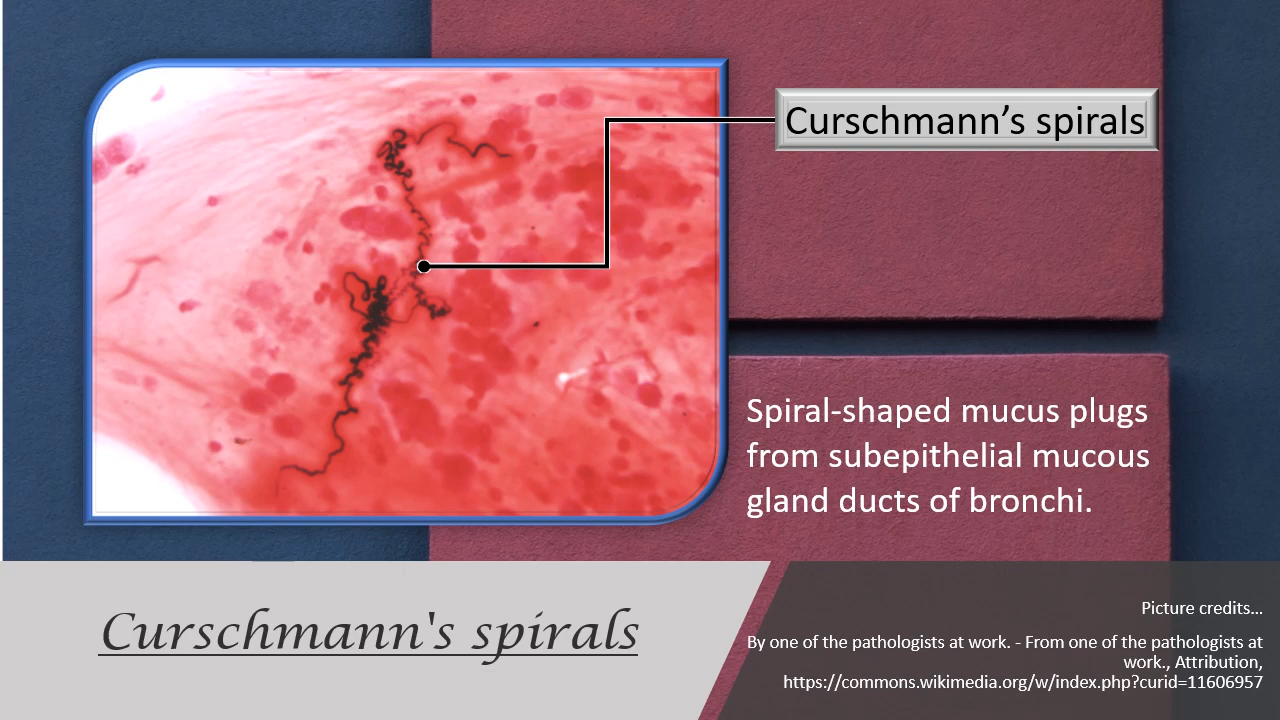 Curschmann’s spirals
Spiral-shaped mucus plugs
from subepithelial mucous
gland ducts of bronchi.
Curschmann's spirals
Picture credits...
By one of the pathologists at work. - From one of the pathologists at
work., Attribution,
https://commons.wikimedia.org/w/index.php?curid=11606957